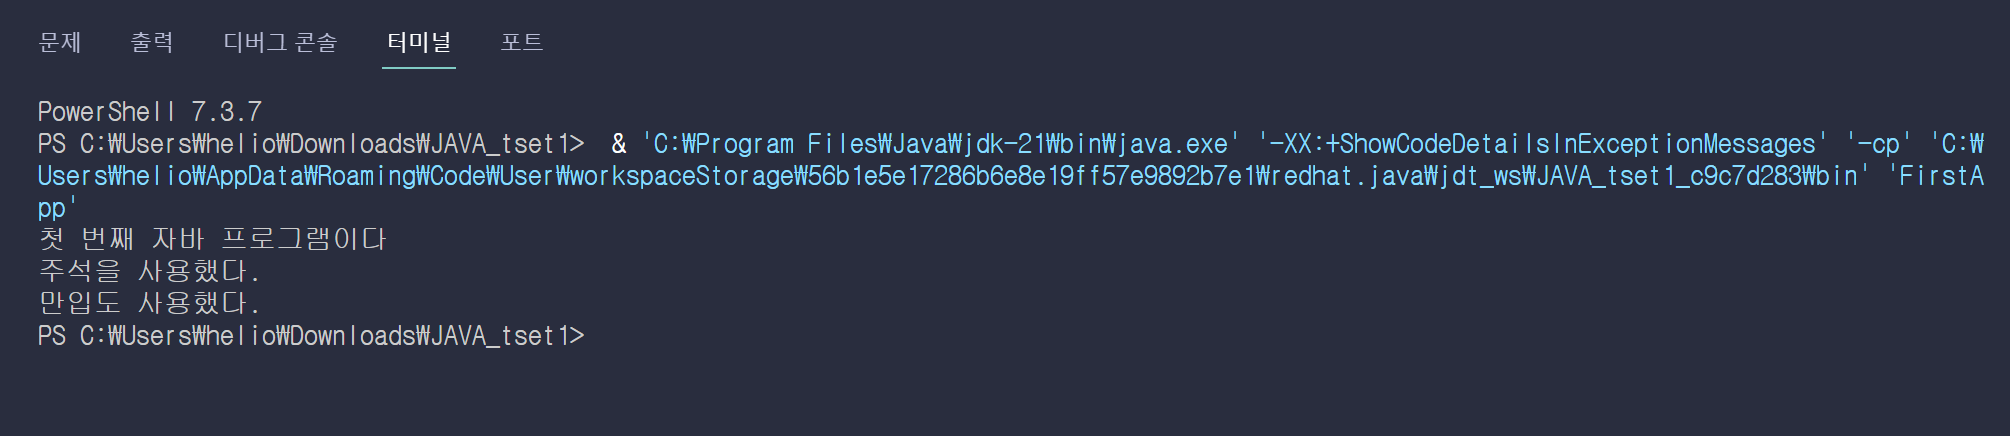 문제 출력 디버그 콘솔 터미널 포트
PowerShell 7.3.7
PS C:₩Users₩helio₩Downloads₩JAVA_tset1>  & 'C:₩Program Files₩Java₩jdk-21₩bin₩java.exe' '-XX:+ShowCodeDetailsInExceptionMessages' '-cp' 'C:₩
Users₩helio₩AppData₩Roaming₩Code₩User₩workspaceStorage₩56b1e5e17286b6e8e19ff57e9892b7e1₩redhat.java₩jdt_ws₩JAVA_tset1_c9c7d283₩bin' 'FirstA
pp'
첫 번째 자바 프로그램이다
주석을 사용했다.
만입도 사용했다.
PS C:₩Users₩helio₩Downloads₩JAVA_tset1>